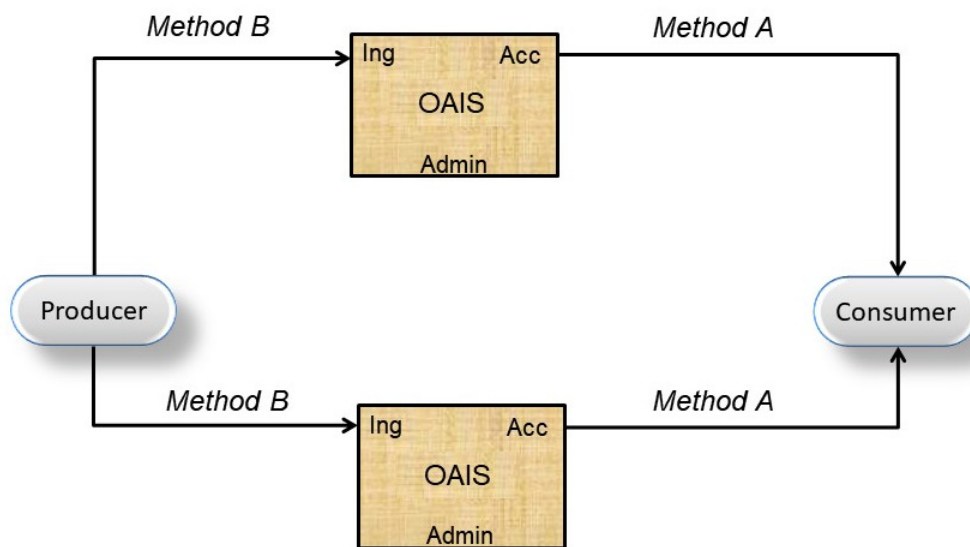 Method B
Method A
Ing
Acc
OAIS
Admin
Producer
Consumer
Method B
Method A
Ing
Acc
OAIS
Admin